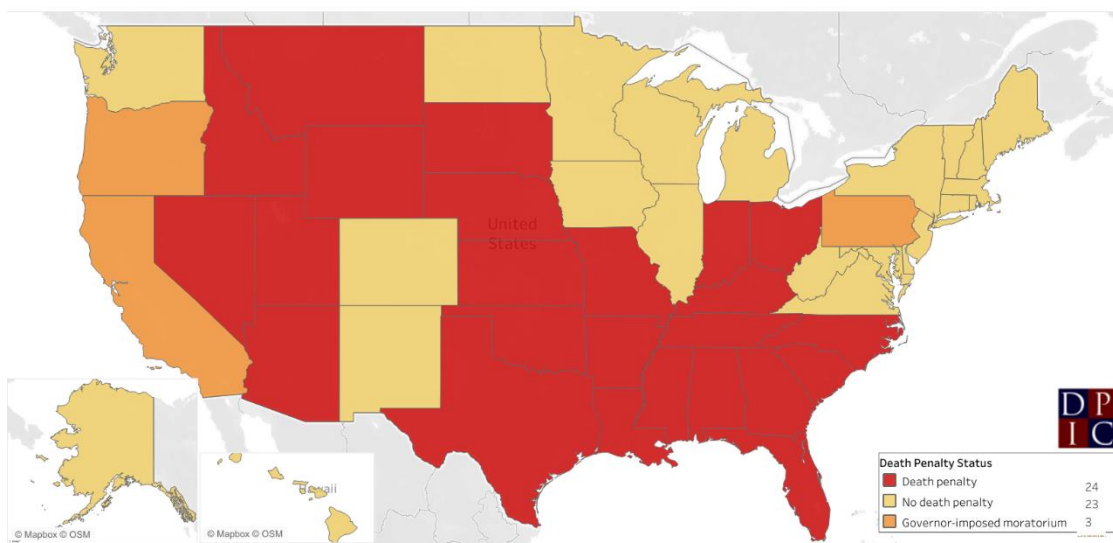 United
States
Hawaii
© Mapbox © OSM
© Mapbox © OSM
D P
I C
Death Penalty Status
Death penalty 24
No death penalty 23
Governor-imposed moratorium 3